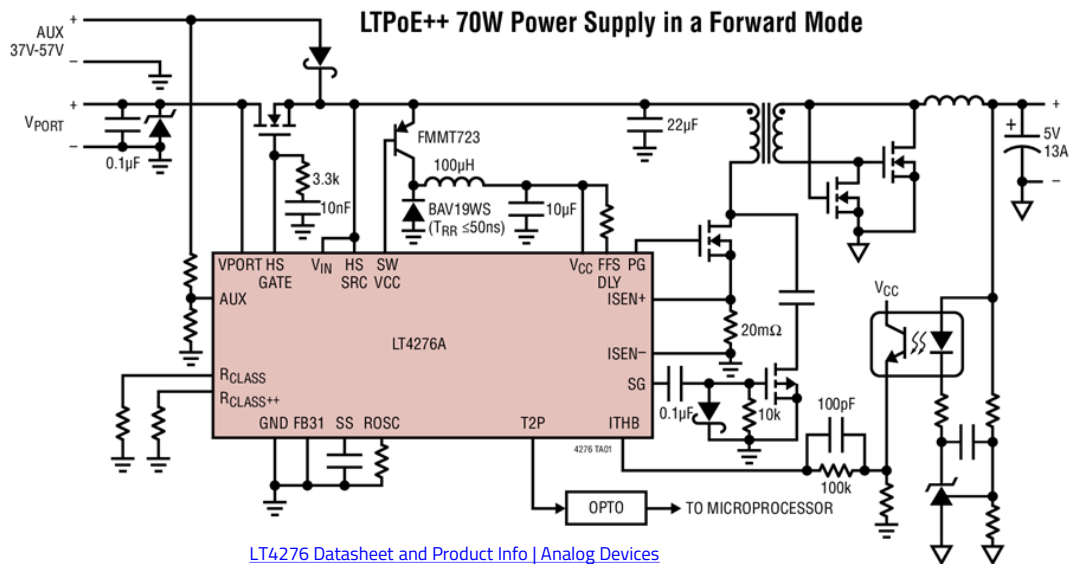 LTPoE++ 70W Power Supply in a Forward Mode
+
AUX
37V-57V
–
+
VPORT
–
0.1µF
3.3k
10nF
FMMT723
100µH
BAV19WS
(TRR ≤50ns)
10µF
22µF
+
+
5V
13A
–
VPORT
HS
GATE
VIN
HS
SRC
SW
VCC
VCC
FFS
DLY
PG
AUX
ISEN+
LT4276A
20mΩ
ISEN–
VCC
RCLASS
SG
RCLASS++
0.1µF
10k
100pF
GND
FB31
SS
ROSC
T2P
ITHB
4276 TA01
100k
OPTO
TO MICROPROCESSOR
LT4276 Datasheet and Product Info | Analog Devices